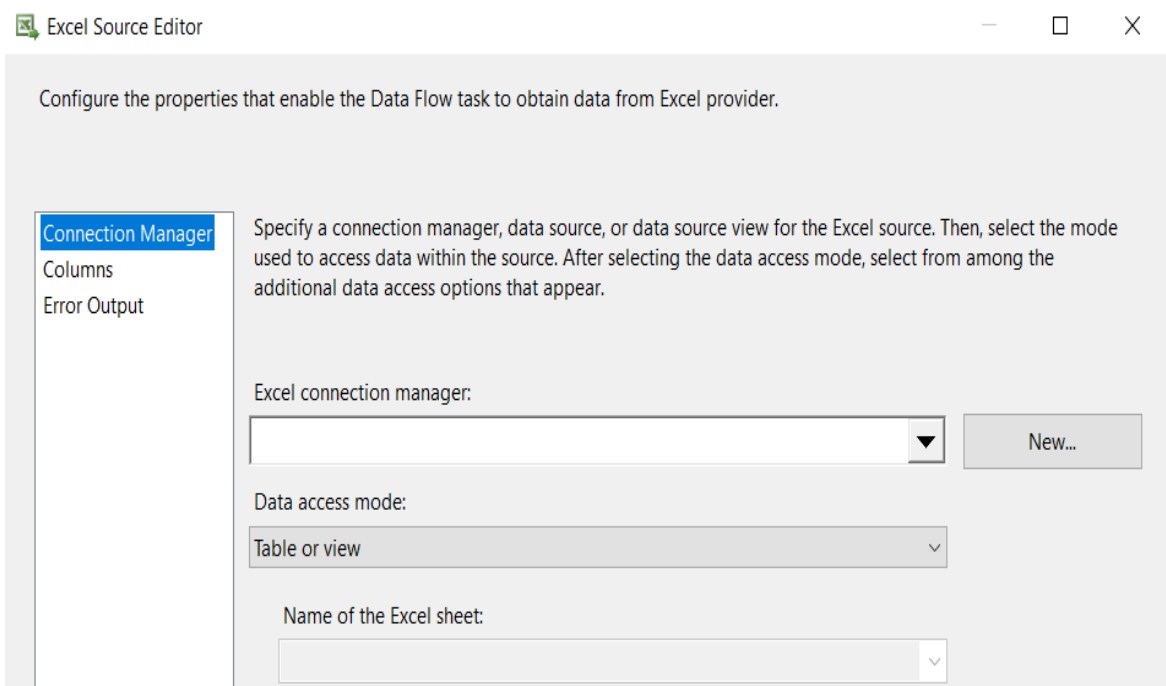 Excel Source Editor
Configure the properties that enable the Data Flow task to obtain data from Excel provider.
Connection Manager
Columns
Error Output
Specify a connection manager, data source, or data source view for the Excel source. Then, select the mode
used to access data within the source. After selecting the data access mode, select from among the
additional data access options that appear.
Excel connection manager:
New...
Data access mode:
Table or view
Name of the Excel sheet: